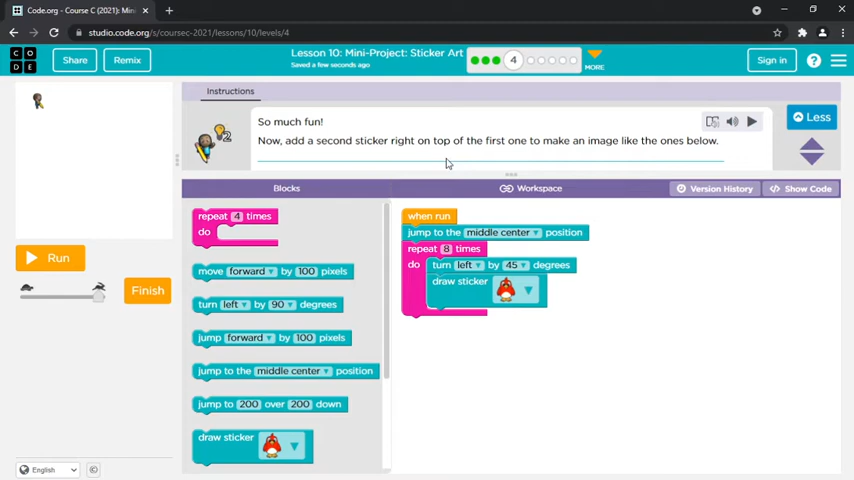 Code.org - Course C (2021): Mini
studio.code.org/s/coursec-2021/lessons/10/levels/4
C O
D E
Share
Remix
Lesson 10: Mini-Project: Sticker Art
Saved a few seconds ago
4
MORE
Sign in
?
Instructions
So much fun!
Now, add a second sticker right on top of the first one to make an image like the ones below.
2
Less
Blocks
Workspace
Version History
Show Code
Run
Finish
repeat 4 times
do
move forward by 100 pixels
turn left by 90 degrees
jump forward by 100 pixels
jump to the middle center position
jump to 200 over 200 down
draw sticker
when run
jump to the middle center position
repeat 8 times
do turn left by 45 degrees
draw sticker
English
©